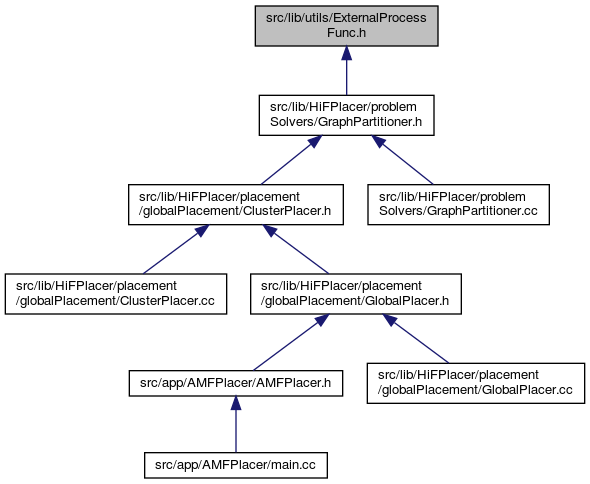 src/lib/utils/ExternalProcess
Func.h
src/lib/HiFPlacer/problem
Solvers/GraphPartitioner.h
src/lib/HiFPlacer/placement
/globalPlacement/ClusterPlacer.h
src/lib/HiFPlacer/problem
Solvers/GraphPartitioner.cc
src/lib/HiFPlacer/placement
/globalPlacement/ClusterPlacer.cc
src/lib/HiFPlacer/placement
/globalPlacement/GlobalPlacer.h
src/app/AMFPlacer/AMFPlacer.h
src/lib/HiFPlacer/placement
/globalPlacement/GlobalPlacer.cc
src/app/AMFPlacer/main.cc